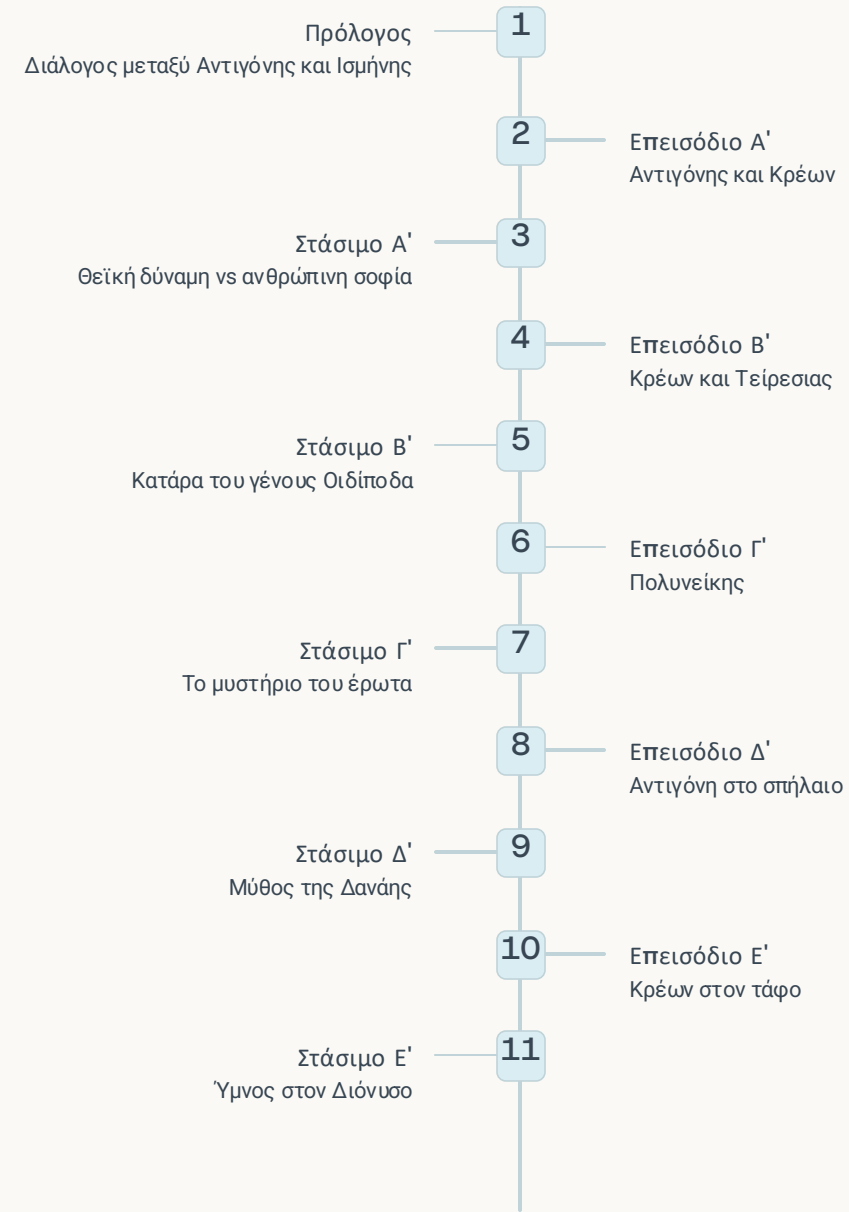 1
Πρόλογος
Διάλογος μεταξύ Αντιγόνης και Ισμήνης
2
Επεισόδιο Α'
Αντιγόνης και Κρέων
3
Στάσιμο Α'
Θεϊκή δύναμη vs ανθρώπινη σοφία
4
Επεισόδιο Β'
Κρέων και Τείρεσιας
5
Στάσιμο Β'
Κατάρα του γένους Οιδίποδα
6
Επεισόδιο Γ'
Πολυνείκης
7
Στάσιμο Γ'
Το μυστήριο του έρωτα
8
Επεισόδιο Δ'
Αντιγόνη στο σπήλαιο
9
Στάσιμο Δ'
Μύθος της Δανάης
10
Επεισόδιο Ε'
Κρέων στον τάφο
11
Στάσιμο Ε'
Ύμνος στον Διόνυσο